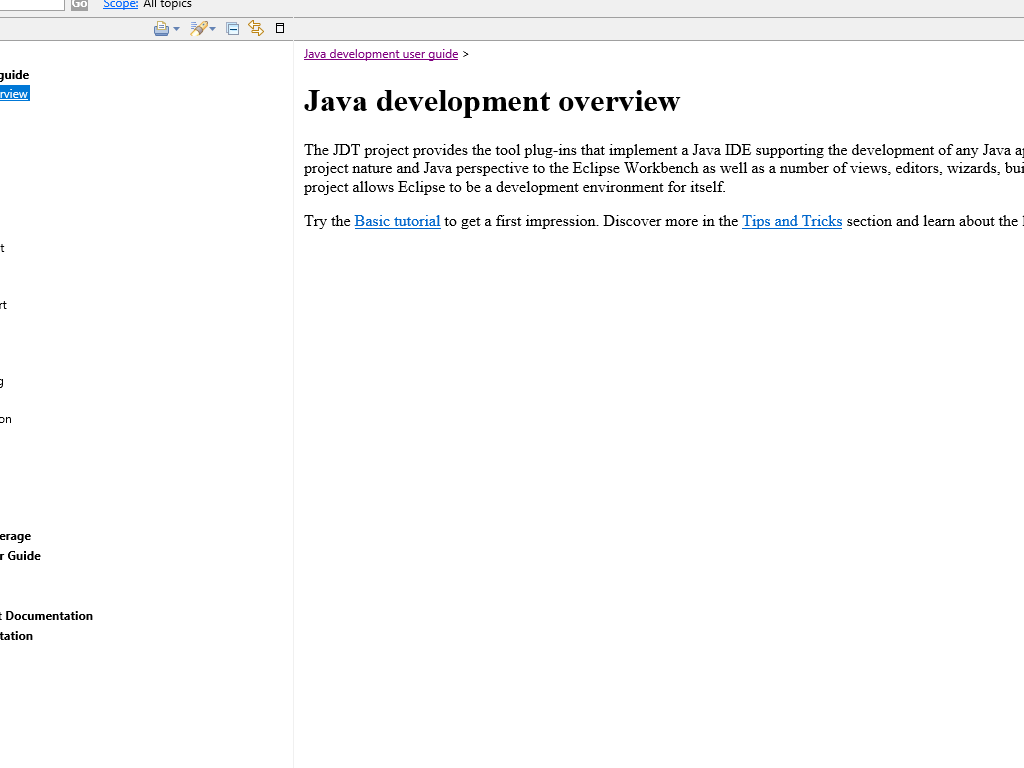 Go Scope: All topics
guide
rview
t
rt
g
on
erage
r Guide
t Documentation
tation
Java development user guide >
Java development overview
The JDT project provides the tool plug-ins that implement a Java IDE supporting the development of any Java a
project nature and Java perspective to the Eclipse Workbench as well as a number of views, editors, wizards, bui
project allows Eclipse to be a development environment for itself.
Try the Basic tutorial to get a first impression. Discover more in the Tips and Tricks section and learn about the